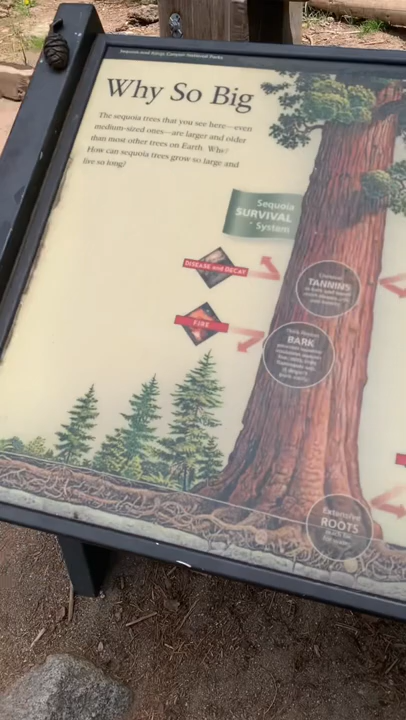 Sequoia and Kings Canyon National Parks
Why So Big
The sequoia trees that you see here—even
medium-sized ones—are larger and older
than most other trees on Earth. Why?
How can sequoia trees grow so large and
live so long?
Sequoia
SURVIVAL
System
DISEASE and DECAY
TANNINS
FIRE
BARK
Extensive
ROOTS